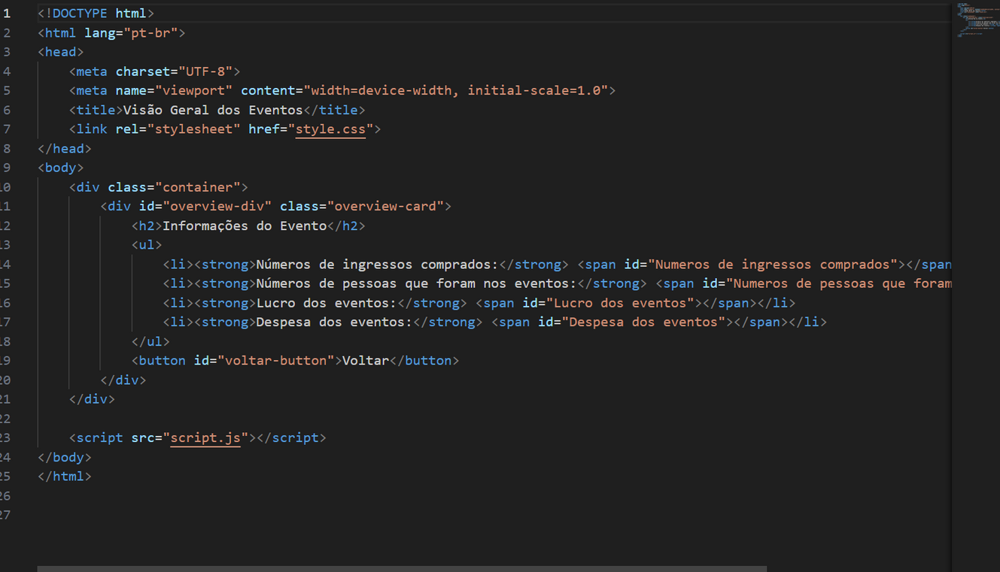 1 <!DOCTYPE html>
2 <html lang="pt-br">
3 <head>
4     <meta charset="UTF-8">
5     <meta name="viewport" content="width=device-width, initial-scale=1.0">
6     <title>Visão Geral dos Eventos</title>
7     <link rel="stylesheet" href="style.css">
8 </head>
9 <body>
10     <div class="container">
11         <div id="overview-div" class="overview-card">
12             <h2>Informações do Evento</h2>
13             <ul>
14                 <li><strong>Números de ingressos comprados:</strong> <span id="Numeros de ingressos comprados"></span
15                 <li><strong>Números de pessoas que foram nos eventos:</strong> <span id="Numeros de pessoas que foram
16                 <li><strong>Lucro dos eventos:</strong> <span id="Lucro dos eventos"></span></li>
17                 <li><strong>Despesa dos eventos:</strong> <span id="Despesa dos eventos"></span></li>
18             </ul>
19             <button id="voltar-button">Voltar</button>
20         </div>
21     </div>
22
23     <script src="script.js"></script>
24 </body>
25 </html>
26
27